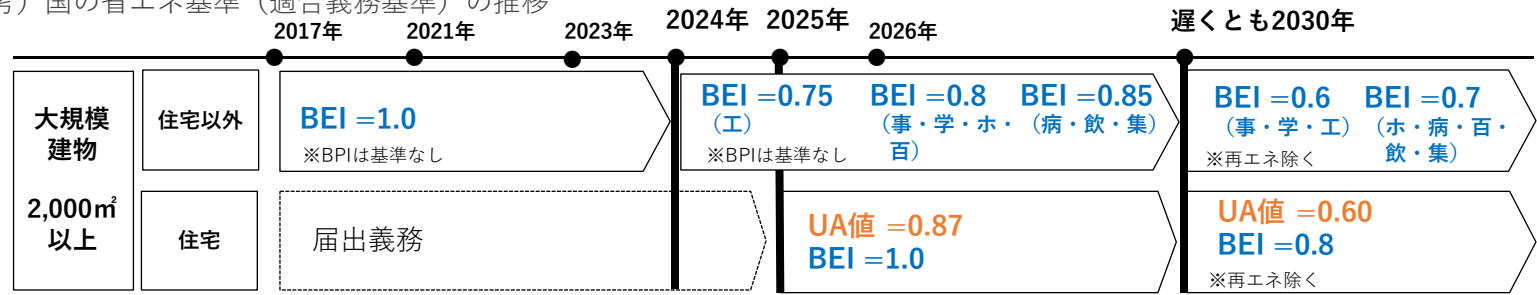 考）国の省エネ基準（適合義務基準）の推移
2017年
2021年
2023年
2024年
2025年
2026年
遅くとも2030年
大規模
建物
2,000㎡
以上
住宅以外
BEI＝1.0
※BPIは基準なし
BEI＝0.75
（工）
※BPIは基準なし
BEI＝0.8
（事・学・ホ・
百）
BEI＝0.85
（病・飲・集）
BEI＝0.6
（事・学・工）
※再エネ除く
BEI＝0.7
（ホ・病・百・
飲・集）
住宅
届出義務
UA値＝0.87
BEI＝1.0
UA値＝0.60
BEI＝0.8
※再エネ除く